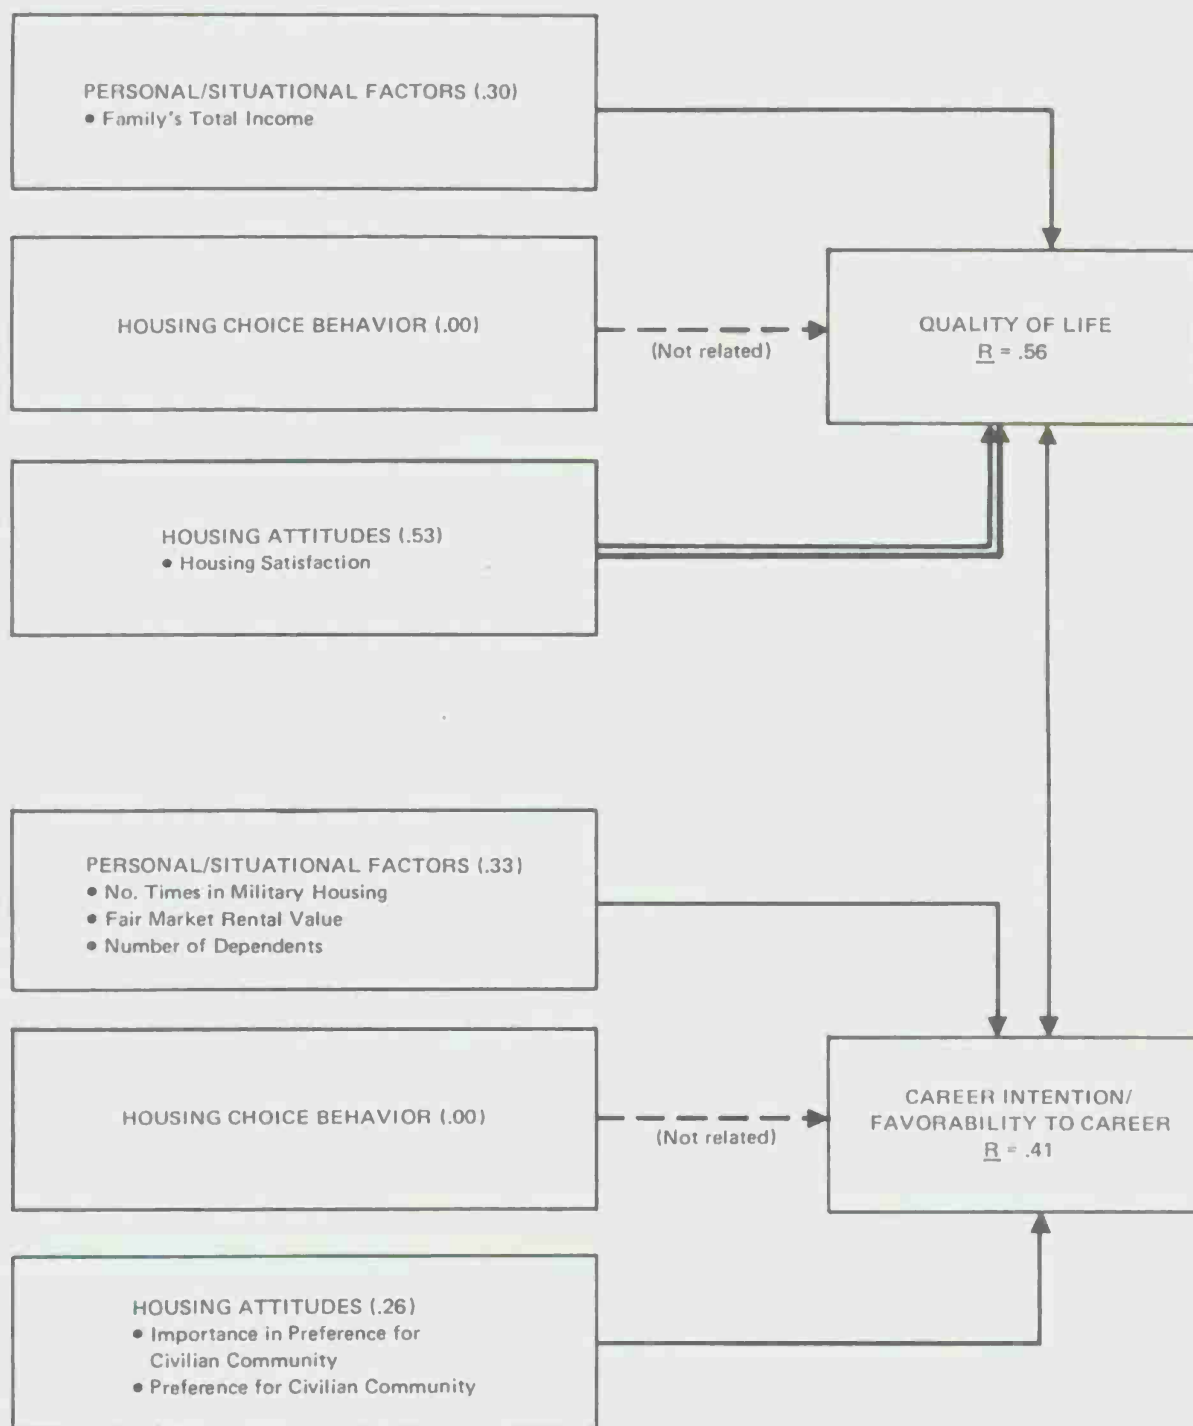 PERSONAL/SITUATIONAL FACTORS (.30)
• Family's Total Income
HOUSING CHOICE BEHAVIOR (.00)
(Not related)
QUALITY OF LIFE
R = .56
HOUSING ATTITUDES (.53)
• Housing Satisfaction
PERSONAL/SITUATIONAL FACTORS (.33)
• No. Times in Military Housing
• Fair Market Rental Value
• Number of Dependents
HOUSING CHOICE BEHAVIOR (.00)
(Not related)
CAREER INTENTION/
FAVORABILITY TO CAREER
R = .41
HOUSING ATTITUDES (.26)
• Importance in Preference for
Civilian Community
• Preference for Civilian Community